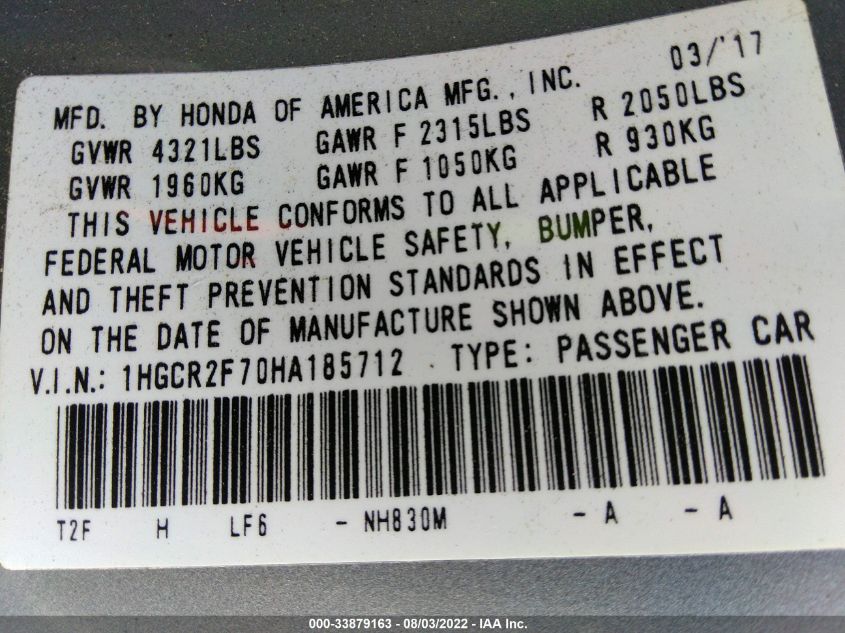 MFD. BY HONDA OF AMERICA MFG., INC. 03/'17
GVWR 4321LBS GAWR F 2315LBS R 2050LBS
GVWR 1960KG GAWR F 1050KG R 930KG
THIS VEHICLE CONFORMS TO ALL APPLICABLE
FEDERAL MOTOR VEHICLE SAFETY, BUMPER,
AND THEFT PREVENTION STANDARDS IN EFFECT
ON THE DATE OF MANUFACTURE SHOWN ABOVE.
V.I.N.: 1HGCR2F70HA185712 TYPE: PASSENGER CAR
T2F H LF6 - NH830M - A - A
000-33879163 - 08/03/2022 - IAA Inc.